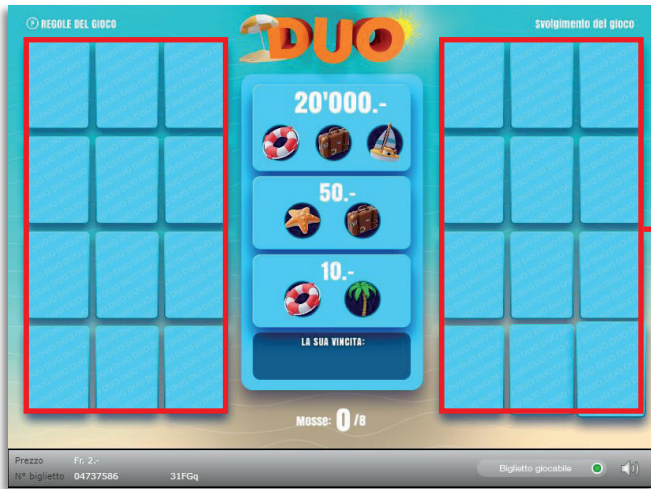 ? REGOLE DEL GIOCO
DUO
Svolgimento del gioco
20'000.-
50.-
10.-
LA SUA VINCITA:
MOSSE: 0 /8
Prezzo Fr. 2.-
N° biglietto 04737586 31FGq
Biglietto giocabile